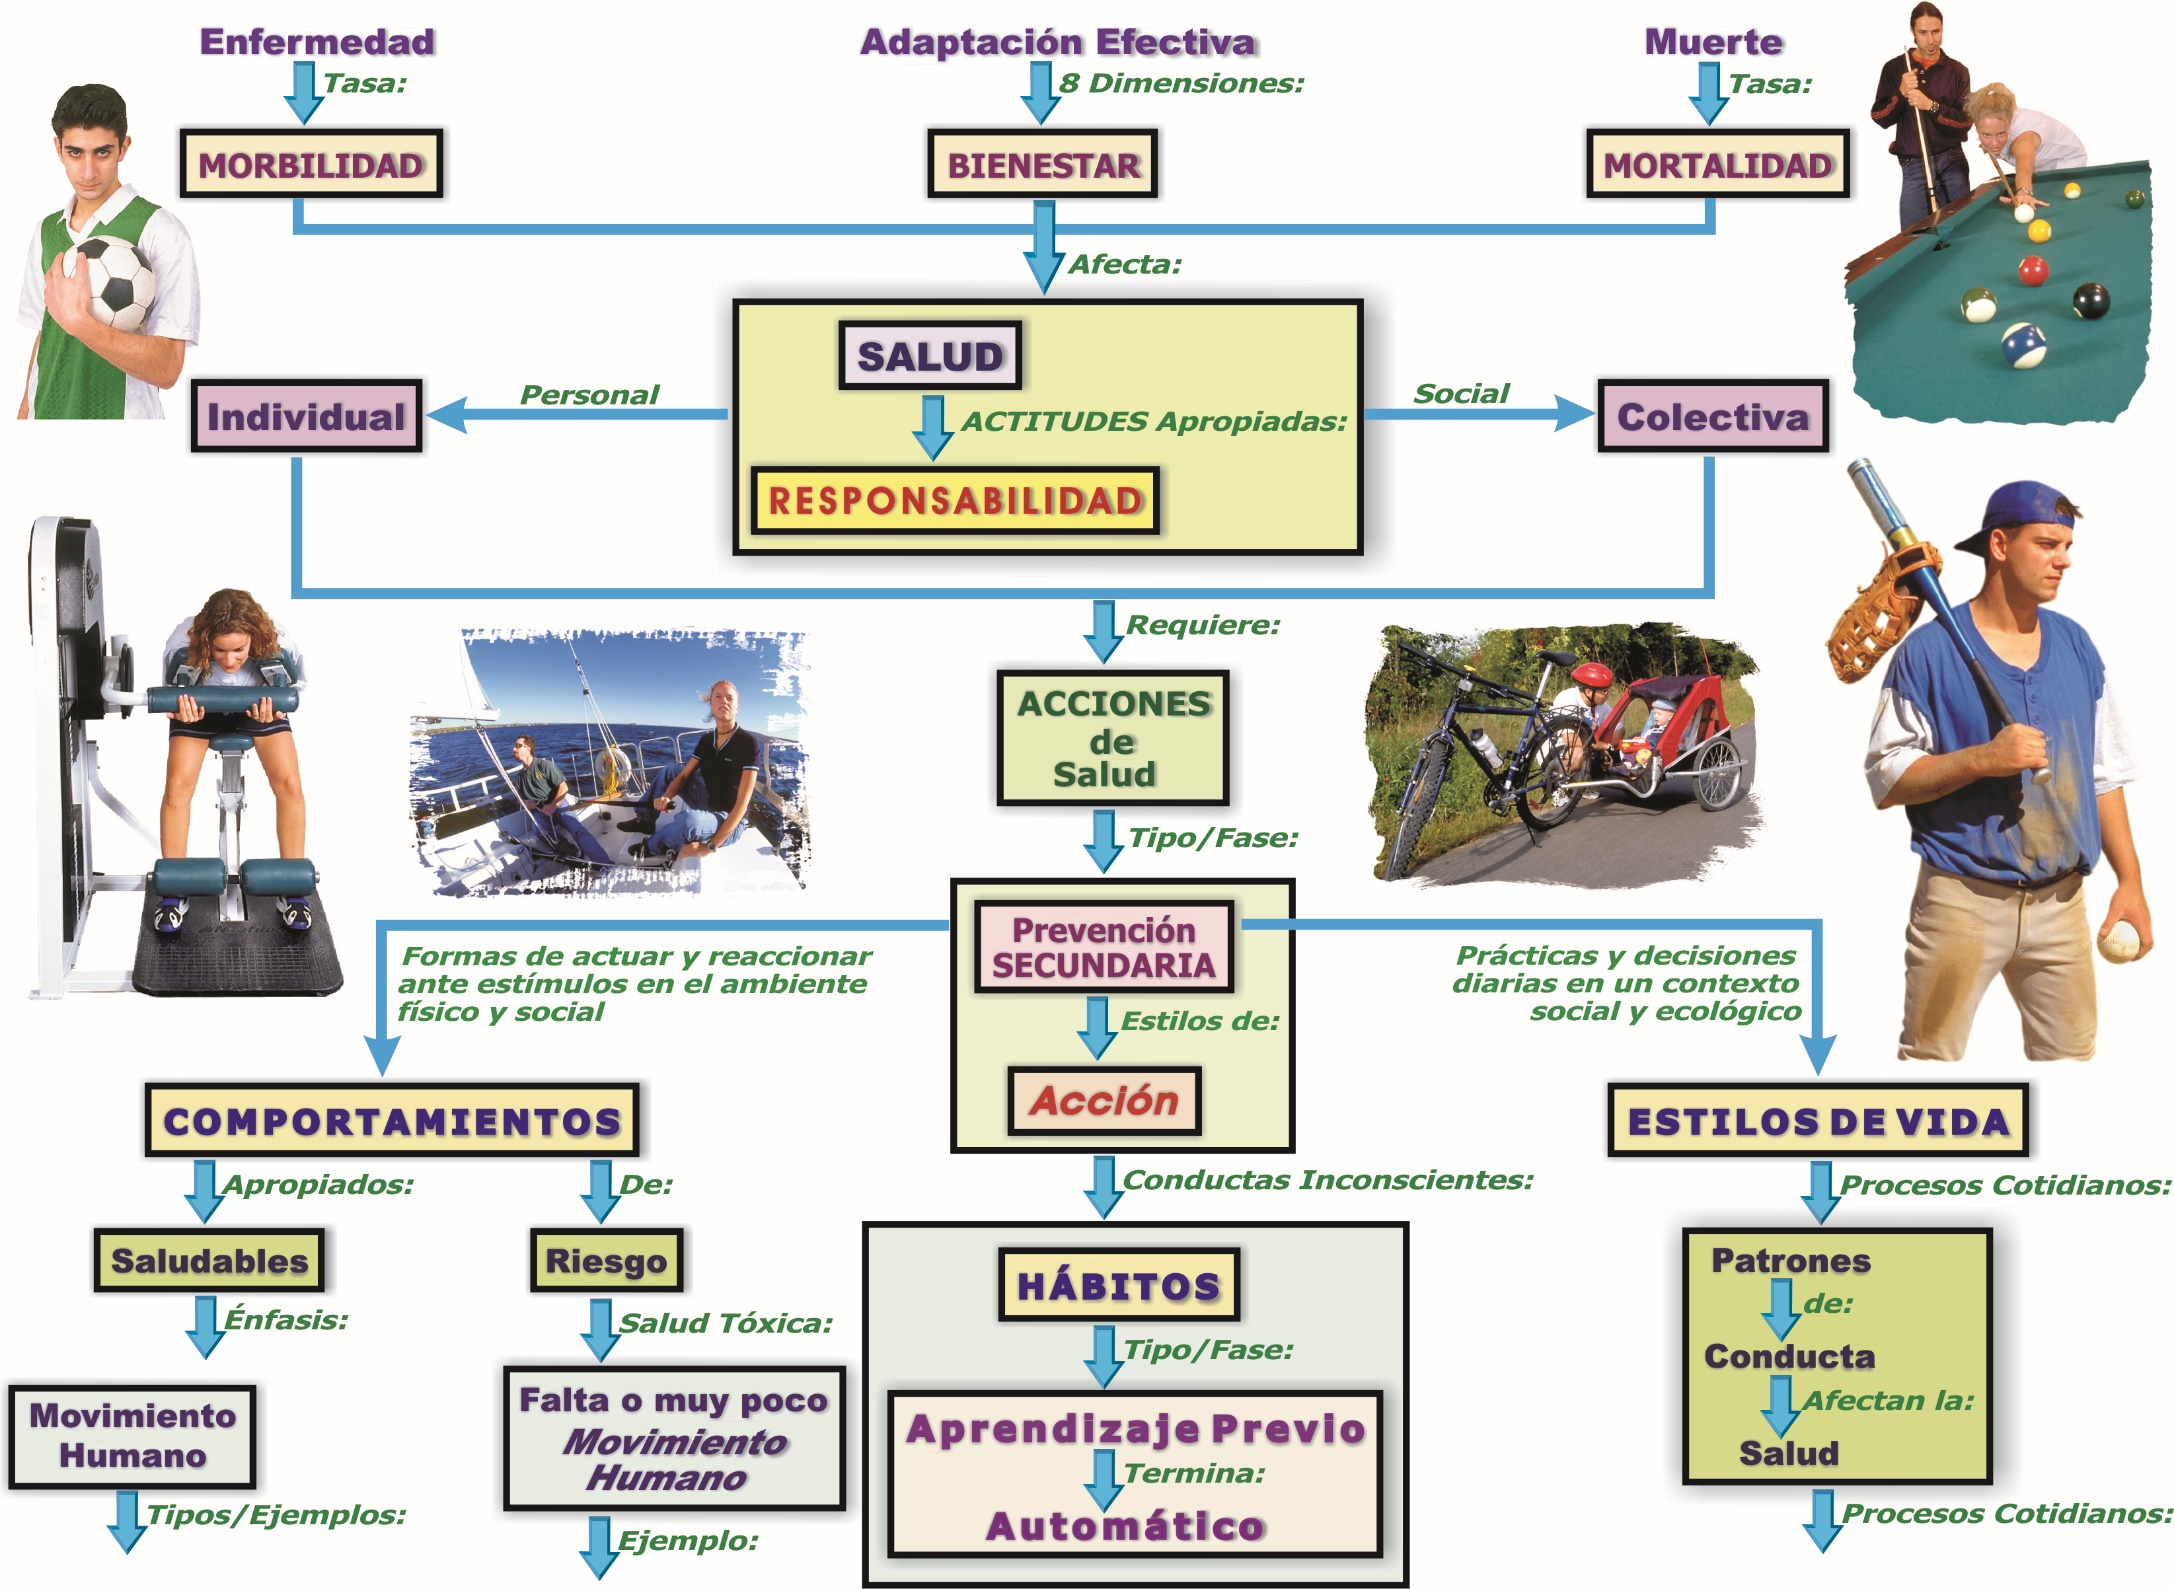 Enfermedad
Tasa:
MORBILIDAD
Adaptación Efectiva
8 Dimensiones:
BIENESTAR
Muerte
Tasa:
MORTALIDAD
Afecta:
SALUD
ACTITUDES Apropiadas:
RESPONSABILIDAD
Personal
Individual
Social
Colectiva
Requiere:
ACCIONES
de
Salud
Tipo/Fase:
Prevención
SECUNDARIA
Estilos de:
Acción
Formas de actuar y reaccionar
ante estímulos en el ambiente
físico y social
COMPORTAMIENTOS
Apropiados:
Saludables
Énfasis:
Movimiento
Humano
Tipos/Ejemplos:
De:
Riesgo
Salud Tóxica:
Falta o muy poco
Movimiento
Humano
Ejemplo:
Conductas Inconscientes:
HÁBITOS
Tipo/Fase:
Aprendizaje Previo
Termina:
Automático
Prácticas y decisiones
diarias en un contexto
social y ecológico
ESTILOS DE VIDA
Procesos Cotidianos:
Patrones
de:
Conducta
Afectan la:
Salud
Procesos Cotidianos: